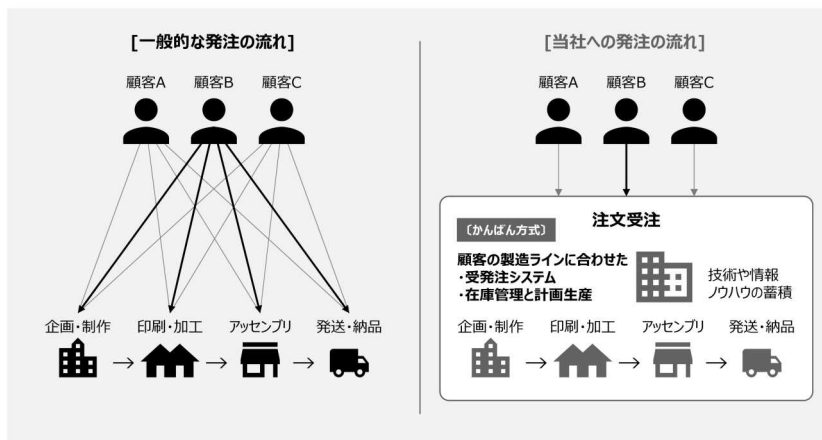 [一般的な発注の流れ]
顧客A 顧客B 顧客C
企画・制作 印刷・加工 アッセンブリ 発送・納品
[当社への発注の流れ]
顧客A 顧客B 顧客C
注文受注
〔かんばん方式〕
顧客の製造ラインに合わせた
・受発注システム
・在庫管理と計画生産
技術や情報
ノウハウの蓄積
企画・制作 印刷・加工 アッセンブリ 発送・納品